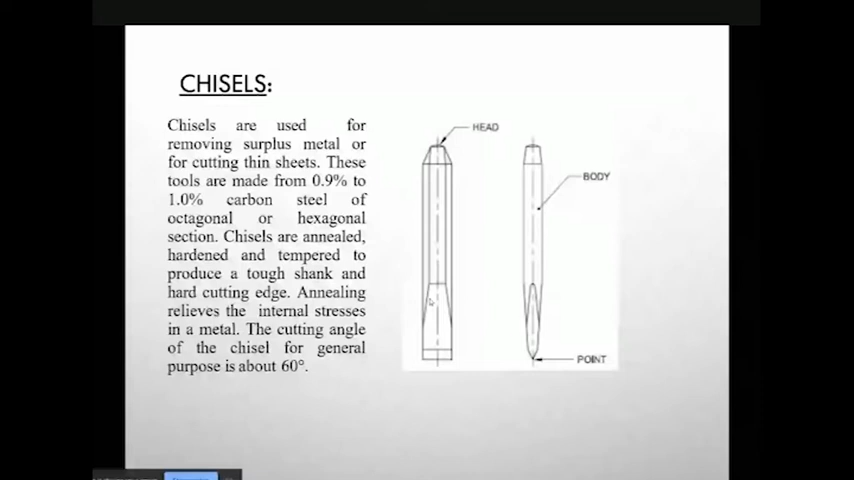 CHISELS:
Chisels are used for
removing surplus metal or
for cutting thin sheets. These
tools are made from 0.9% to
1.0% carbon steel of
octagonal or hexagonal
section. Chisels are annealed,
hardened and tempered to
produce a tough shank and
hard cutting edge. Annealing
relieves the internal stresses
in a metal. The cutting angle
of the chisel for general
purpose is about 60°.
HEAD
BODY
POINT